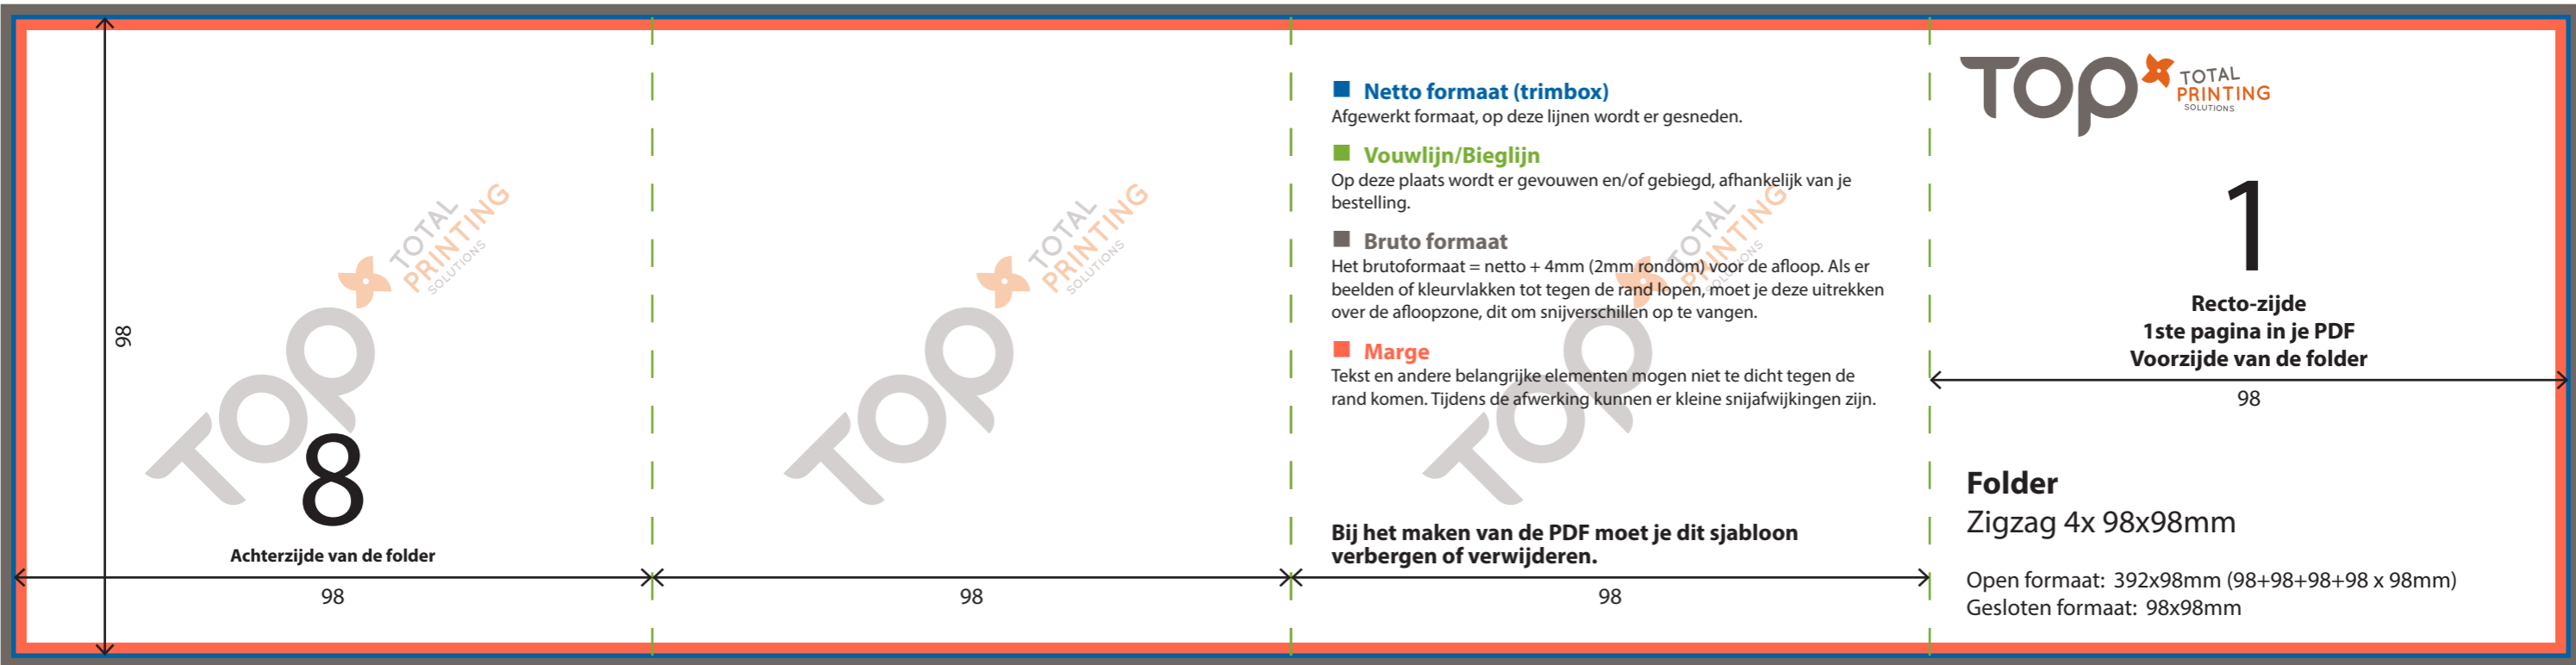 98
TOP TOTAL
PRINTING
SOLUTIONS
8
Achterzijde van de folder
98
TOP TOTAL
PRINTING
SOLUTIONS
98
Netto formaat (trimbox)
Afgewerkt formaat, op deze lijnen wordt er gesneden.
Vouwlijn/Bieglijn
Op deze plaats wordt er gevouwen en/of gebiegd, afhankelijk van je
bestelling.
Bruto formaat
Het brutoformaat = netto + 4mm (2mm rondom) voor de afloop. Als er
beelden of kleurvlakken tot tegen de rand lopen, moet je deze uitrekken
over de afloopzone, dit om snijverschillen op te vangen.
Marge
Tekst en andere belangrijke elementen mogen niet te dicht tegen de
rand komen. Tijdens de afwerking kunnen er kleine snijafwijkingen zijn.
TOP TOTAL
PRINTING
SOLUTIONS
Bij het maken van de PDF moet je dit sjabloon
verbergen of verwijderen.
98
TOP TOTAL
PRINTING
SOLUTIONS
1
Recto-zijde
1ste pagina in je PDF
Voorzijde van de folder
98
Folder
Zigzag 4x 98x98mm
Open formaat: 392x98mm (98+98+98+98 x 98mm)
Gesloten formaat: 98x98mm